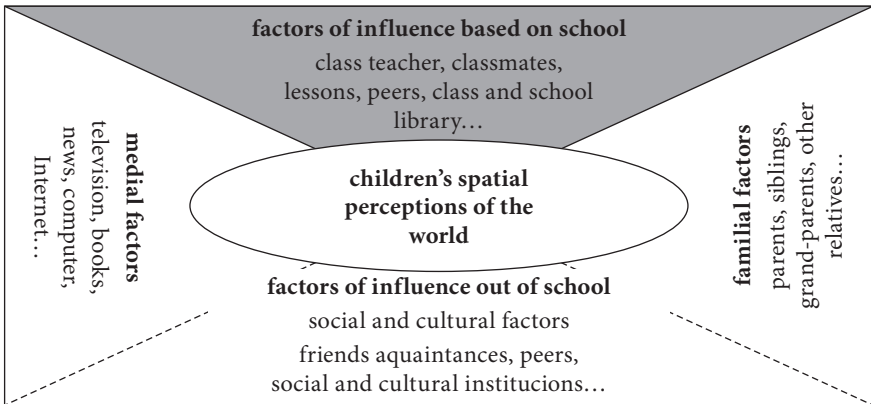 factors of influence based on school
class teacher, classmates,
lessons, peers, class and school
library…
medial factors
television, books,
news, computer,
Internet…
children’s spatial
perceptions of the
world
familial factors
parents, siblings,
grand-parents, other
relatives…
factors of influence out of school
social and cultural factors
friends aquaintances, peers,
social and cultural institucions…